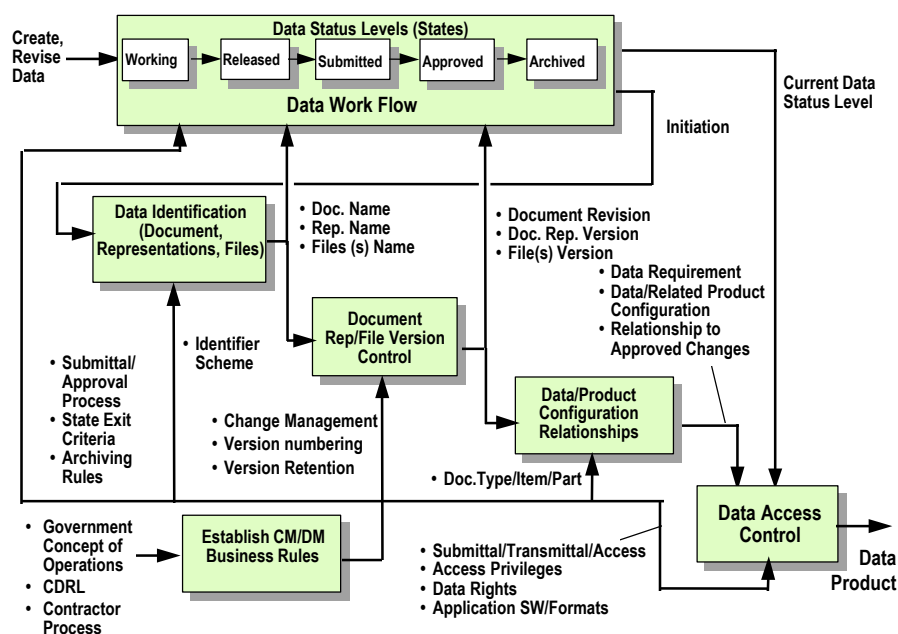 Data Status Levels (States)
Create,
Revise
Data
Working
Released
Submitted
Approved
Archived
Data Work Flow
Current Data
Status Level
Initiation
Data Identification
(Document,
Representations, Files)
• Doc. Name
• Rep. Name
• Files (s) Name
• Document Revision
• Doc. Rep. Version
• File(s) Version
• Data Requirement
• Data/Related Product
Configuration
• Relationship to
Approved Changes
Document
Rep/File Version
Control
• Identifier
Scheme
• Submittal/
Approval
Process
• State Exit
Criteria
• Archiving
Rules
• Change Management
• Version numbering
• Version Retention
Data/Product
Configuration
Relationships
• Doc.Type/Item/Part
Data Access
Control
• Government
Concept of
Operations
• CDRL
• Contractor
Process
Establish CM/DM
Business Rules
• Submittal/Transmittal/Access
• Access Privileges
• Data Rights
• Application SW/Formats
Data
Product